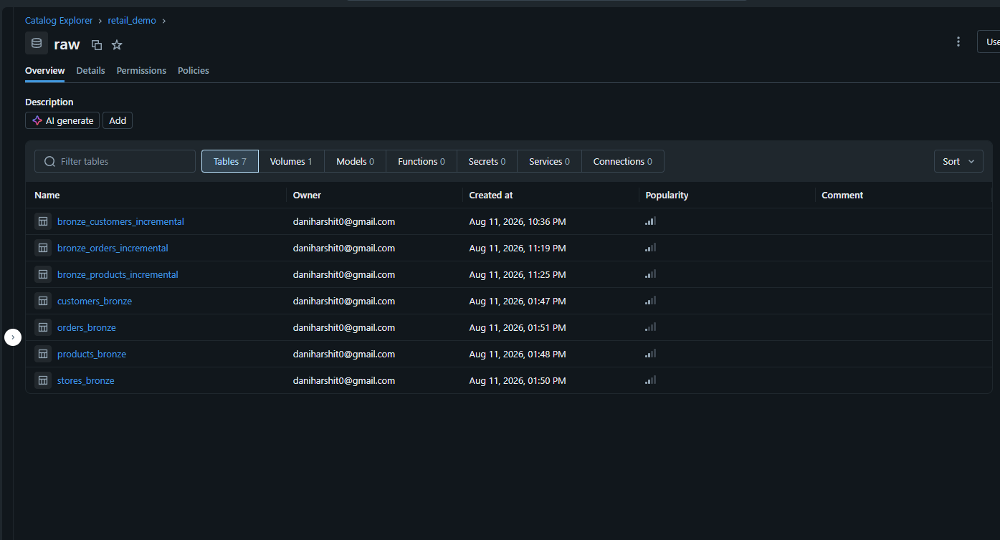 Catalog Explorer › retail_demo ›
raw
Use
Overview Details Permissions Policies
Description
AI generate Add
Filter tables Tables 7 Volumes 1 Models 0 Functions 0 Secrets 0 Services 0 Connections 0 Sort
Name Owner Created at Popularity Comment
bronze_customers_incremental daniharshit0@gmail.com Aug 11, 2026, 10:36 PM
bronze_orders_incremental daniharshit0@gmail.com Aug 11, 2026, 11:19 PM
bronze_products_incremental daniharshit0@gmail.com Aug 11, 2026, 11:25 PM
customers_bronze daniharshit0@gmail.com Aug 11, 2026, 01:47 PM
orders_bronze daniharshit0@gmail.com Aug 11, 2026, 01:51 PM
products_bronze daniharshit0@gmail.com Aug 11, 2026, 01:48 PM
stores_bronze daniharshit0@gmail.com Aug 11, 2026, 01:50 PM